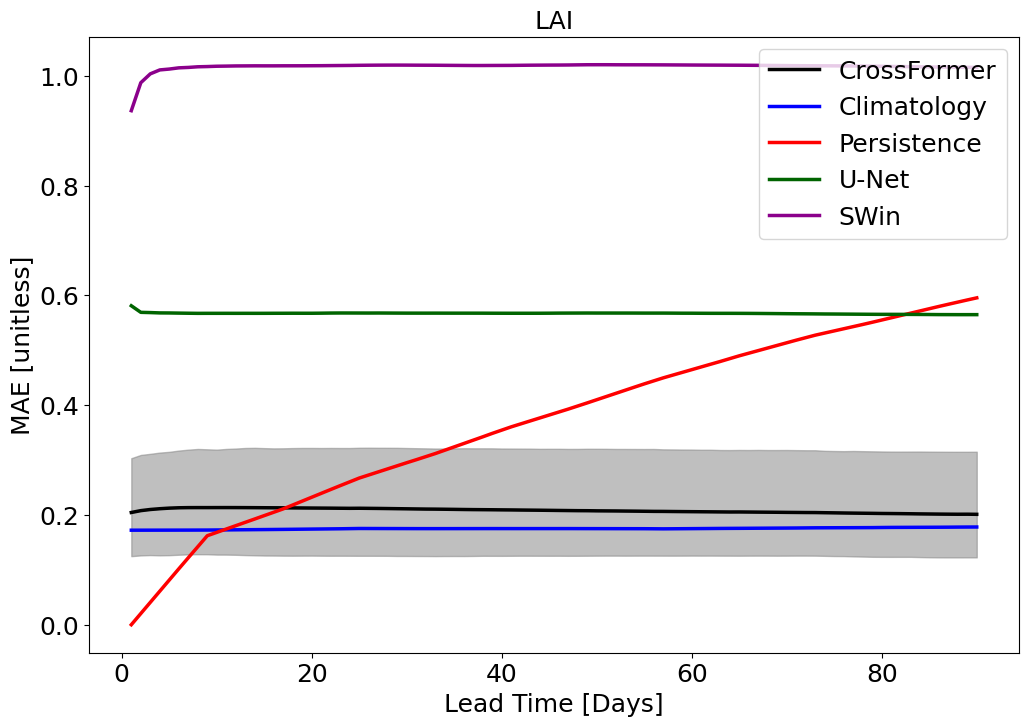 LAI
MAE [unitless]
1.0
0.8
0.6
0.4
0.2
0.0
CrossFormer
Climatology
Persistence
U-Net
SWin
0
20
40
60
80
Lead Time [Days]